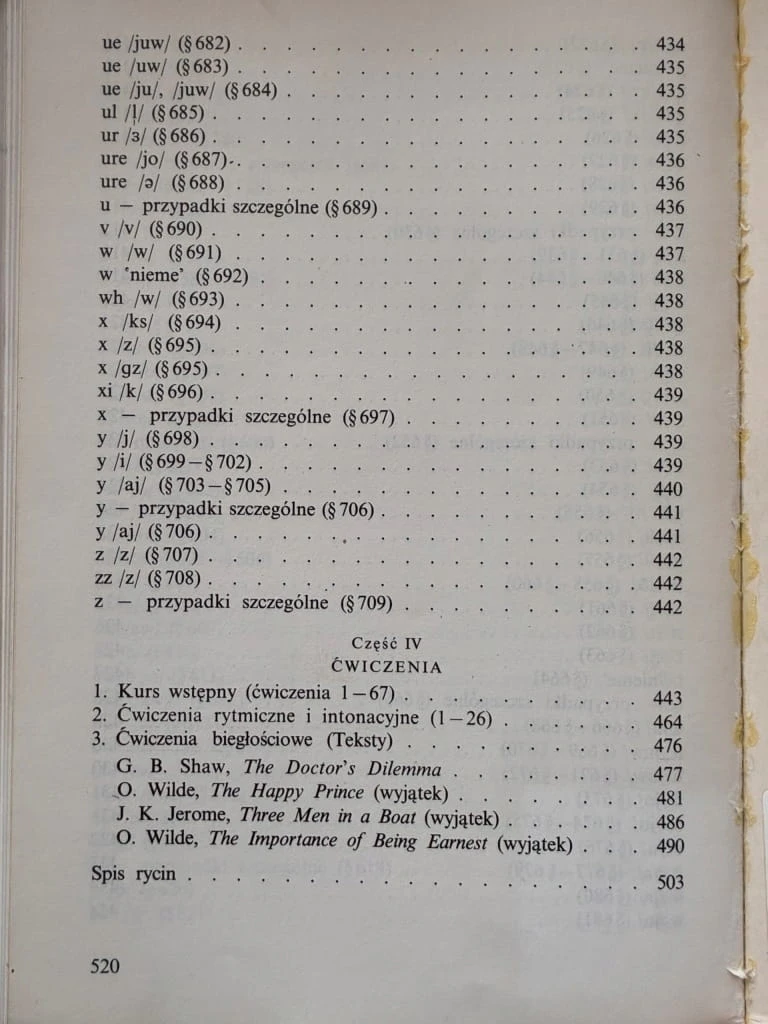 ue /juw/ (§ 682) . . . . . . . . . . . . . . . . . 434
ue /uw/ (§ 683) . . . . . . . . . . . . . . . . . 435
ue /ju/, /juw/ (§ 684) . . . . . . . . . . . . . . . 435
ul /l̩/ (§ 685) . . . . . . . . . . . . . . . . . . 435
ur /ɜ/ (§ 686) . . . . . . . . . . . . . . . . . . 435
ure /jo/ (§ 687) . . . . . . . . . . . . . . . . . 436
ure /ə/ (§ 688) . . . . . . . . . . . . . . . . . 436
u — przypadki szczególne (§ 689) . . . . . . . . . . 436
v /v/ (§ 690) . . . . . . . . . . . . . . . . . . 437
w /w/ (§ 691) . . . . . . . . . . . . . . . . . 437
w 'nieme' (§ 692) . . . . . . . . . . . . . . . . 438
wh /w/ (§ 693) . . . . . . . . . . . . . . . . . 438
x /ks/ (§ 694) . . . . . . . . . . . . . . . . . 438
x /z/ (§ 695) . . . . . . . . . . . . . . . . . . 438
x /gz/ (§ 695) . . . . . . . . . . . . . . . . . . 438
xi /k/ (§ 696) . . . . . . . . . . . . . . . . . . 439
x — przypadki szczególne (§ 697) . . . . . . . . . 439
y /j/ (§ 698) . . . . . . . . . . . . . . . . . . 439
y /i/ (§ 699 — § 702) . . . . . . . . . . . . . . . . 439
y /aj/ (§ 703 — § 705) . . . . . . . . . . . . . . . 440
y — przypadki szczególne (§ 706) . . . . . . . . . . 441
y /aj/ (§ 706) . . . . . . . . . . . . . . . . . . 441
z /z/ (§ 707) . . . . . . . . . . . . . . . . . . 442
zz /z/ (§ 708) . . . . . . . . . . . . . . . . . . 442
z — przypadki szczególne (§ 709) . . . . . . . . . 442
Część IV
ĆWICZENIA
1. Kurs wstępny (ćwiczenia 1 — 67) . . . . . . . . . 443
2. Ćwiczenia rytmiczne i intonacyjne (1 — 26) . . . . . 464
3. Ćwiczenia biegłościowe (Teksty) . . . . . . . . . 476
G. B. Shaw, The Doctor's Dilemma . . . . . . . 477
O. Wilde, The Happy Prince (wyjątek) . . . . . . . 481
J. K. Jerome, Three Men in a Boat (wyjątek) . . . . . 486
O. Wilde, The Importance of Being Earnest (wyjątek) . . . 490
Spis rycin . . . . . . . . . . . . . . . . . . . 503
520